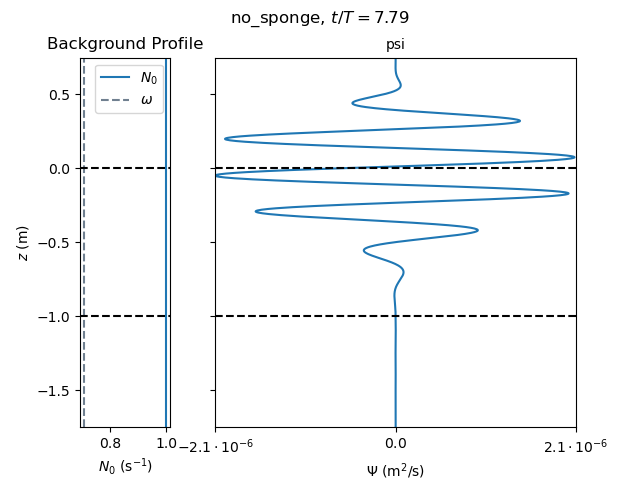 no_sponge, t/T = 7.79
Background Profile
psi
N₀
ω
0.5
0.0
−0.5
−1.0
−1.5
z (m)
0.8
1.0
N₀ (s⁻¹)
−2.1 · 10⁻⁶
0.0
2.1 · 10⁻⁶
Ψ (m²/s)